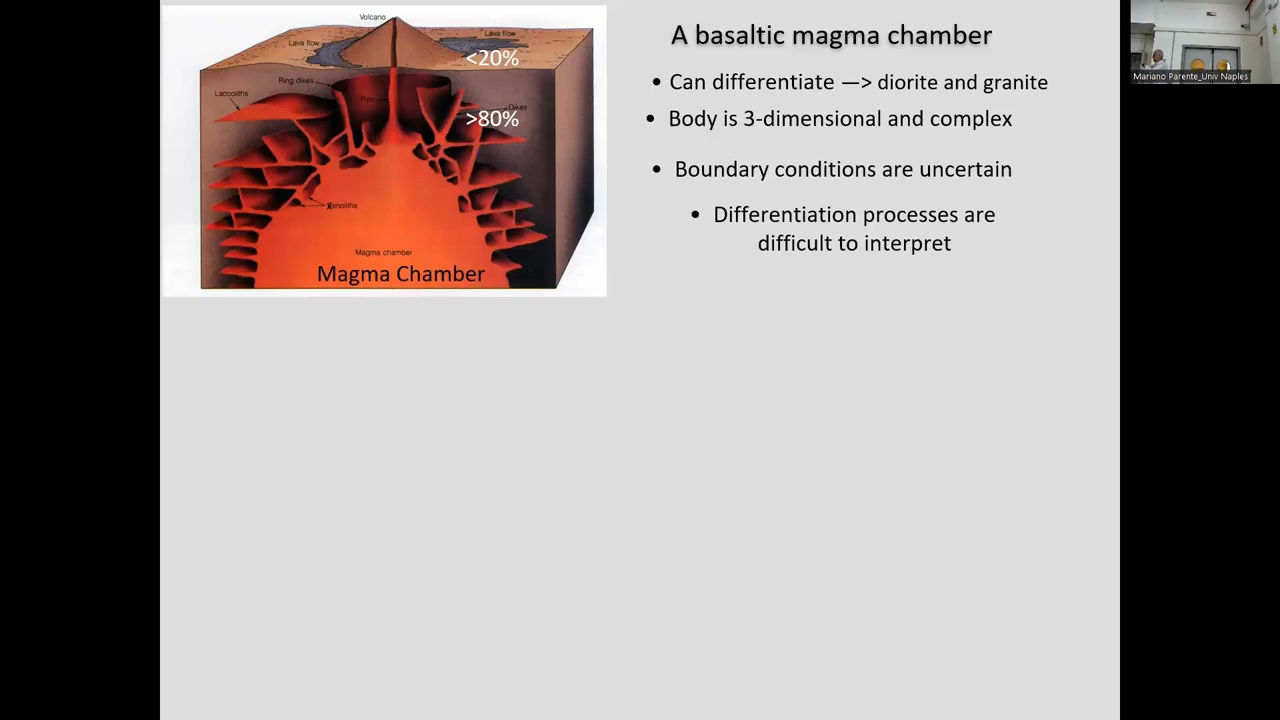 Volcano
Lava flow
Lava flow
<20%
Ring dikes
Laccoliths
Pipe
Dikes
>80%
Xenoliths
Magma chamber
Magma Chamber
A basaltic magma chamber
• Can differentiate —> diorite and granite
• Body is 3-dimensional and complex
• Boundary conditions are uncertain
• Differentiation processes are
difficult to interpret
Mariano Parente_Univ Naples